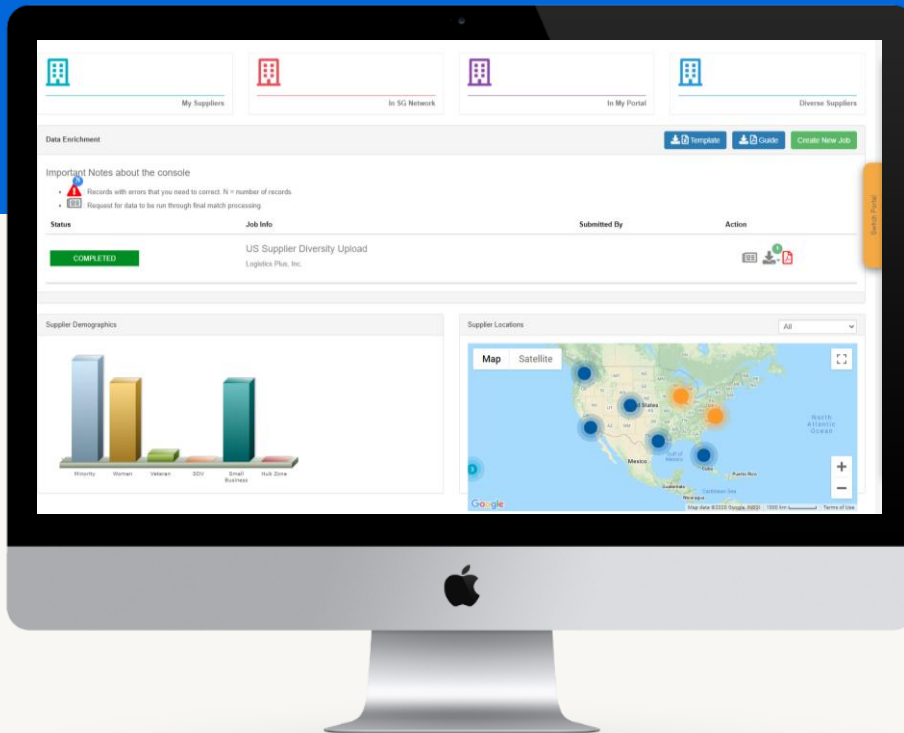 My Suppliers
In SG Network
In My Portal
Diverse Suppliers
Data Enrichment
Template
Guide
Create New Job
Important Notes about the console
Records with errors that you need to correct. N = number of records.
Request for data to be run through final match processing.
Status
Job Info
Submitted By
Action
COMPLETED
US Supplier Diversity Upload
Logistics Plus, Inc.
Switch Portal
Supplier Demographics
Minority
Woman
Veteran
SDV
Small
Business
Hub Zone
Supplier Locations
All
Map
Satellite
North
Atlantic
Ocean
Mexico
Gulf of
Mexico
Cuba
Puerto Rico
Guatemala
Caribbean Sea
Nicaragua
Google
Terms of Use